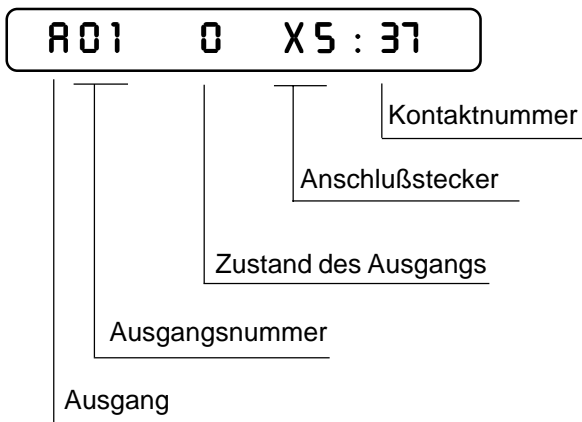 A01 0 X5 : 37
Kontaktnummer
Anschlußstecker
Zustand des Ausgangs
Ausgangsnummer
Ausgang